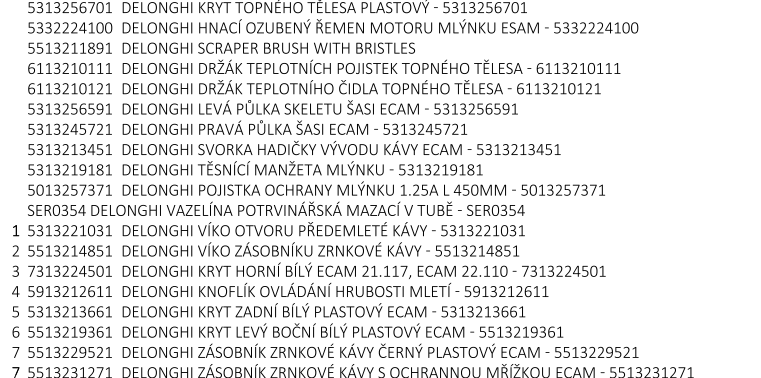 5313256701 DELONGHI KRYT TOPNÉHO TĚLESA PLASTOVÝ - 5313256701
5332224100 DELONGHI HNACÍ OZUBENÝ ŘEMEN MOTORU MLÝNKU ESAM - 5332224100
5513211891 DELONGHI SCRAPER BRUSH WITH BRISTLES
6113210111 DELONGHI DRŽÁK TEPLOTNÍCH POJISTEK TOPNÉHO TĚLESA - 6113210111
6113210121 DELONGHI DRŽÁK TEPLOTNÍHO ČIDLA TOPNÉHO TĚLESA - 6113210121
5313256591 DELONGHI LEVÁ PŮLKA SKELETU ŠASI ECAM - 5313256591
5313245721 DELONGHI PRAVÁ PŮLKA ŠASI ECAM - 5313245721
5313213451 DELONGHI SVORKA HADIČKY VÝVODU KÁVY ECAM - 5313213451
5313219181 DELONGHI TĚSNÍCÍ MANŽETA MLÝNKU - 5313219181
5013257371 DELONGHI POJISTKA OCHRANY MLÝNKU 1.25A L 450MM - 5013257371
SER0354 DELONGHI VAZELÍNA POTRVINÁŘSKÁ MAZACÍ V TUBĚ - SER0354
1 5313221031 DELONGHI VÍKO OTVORU PŘEDEMLETÉ KÁVY - 5313221031
2 5513214851 DELONGHI VÍKO ZÁSOBNÍKU ZRNKOVÉ KÁVY - 5513214851
3 7313224501 DELONGHI KRYT HORNÍ BÍLÝ ECAM 21.117, ECAM 22.110 - 7313224501
4 5913212611 DELONGHI KNOFLÍK OVLÁDÁNÍ HRUBOSTI MLETÍ - 5913212611
5 5313213661 DELONGHI KRYT ZADNÍ BÍLÝ PLASTOVÝ ECAM - 5313213661
6 5513219361 DELONGHI KRYT LEVÝ BOČNÍ BÍLÝ PLASTOVÝ ECAM - 5513219361
7 5513229521 DELONGHI ZÁSOBNÍK ZRNKOVÉ KÁVY ČERNÝ PLASTOVÝ ECAM - 5513229521
7 5513231271 DELONGHI ZÁSOBNÍK ZRNKOVÉ KÁVY S OCHRANNOU MŘÍŽKOU ECAM - 5513231271